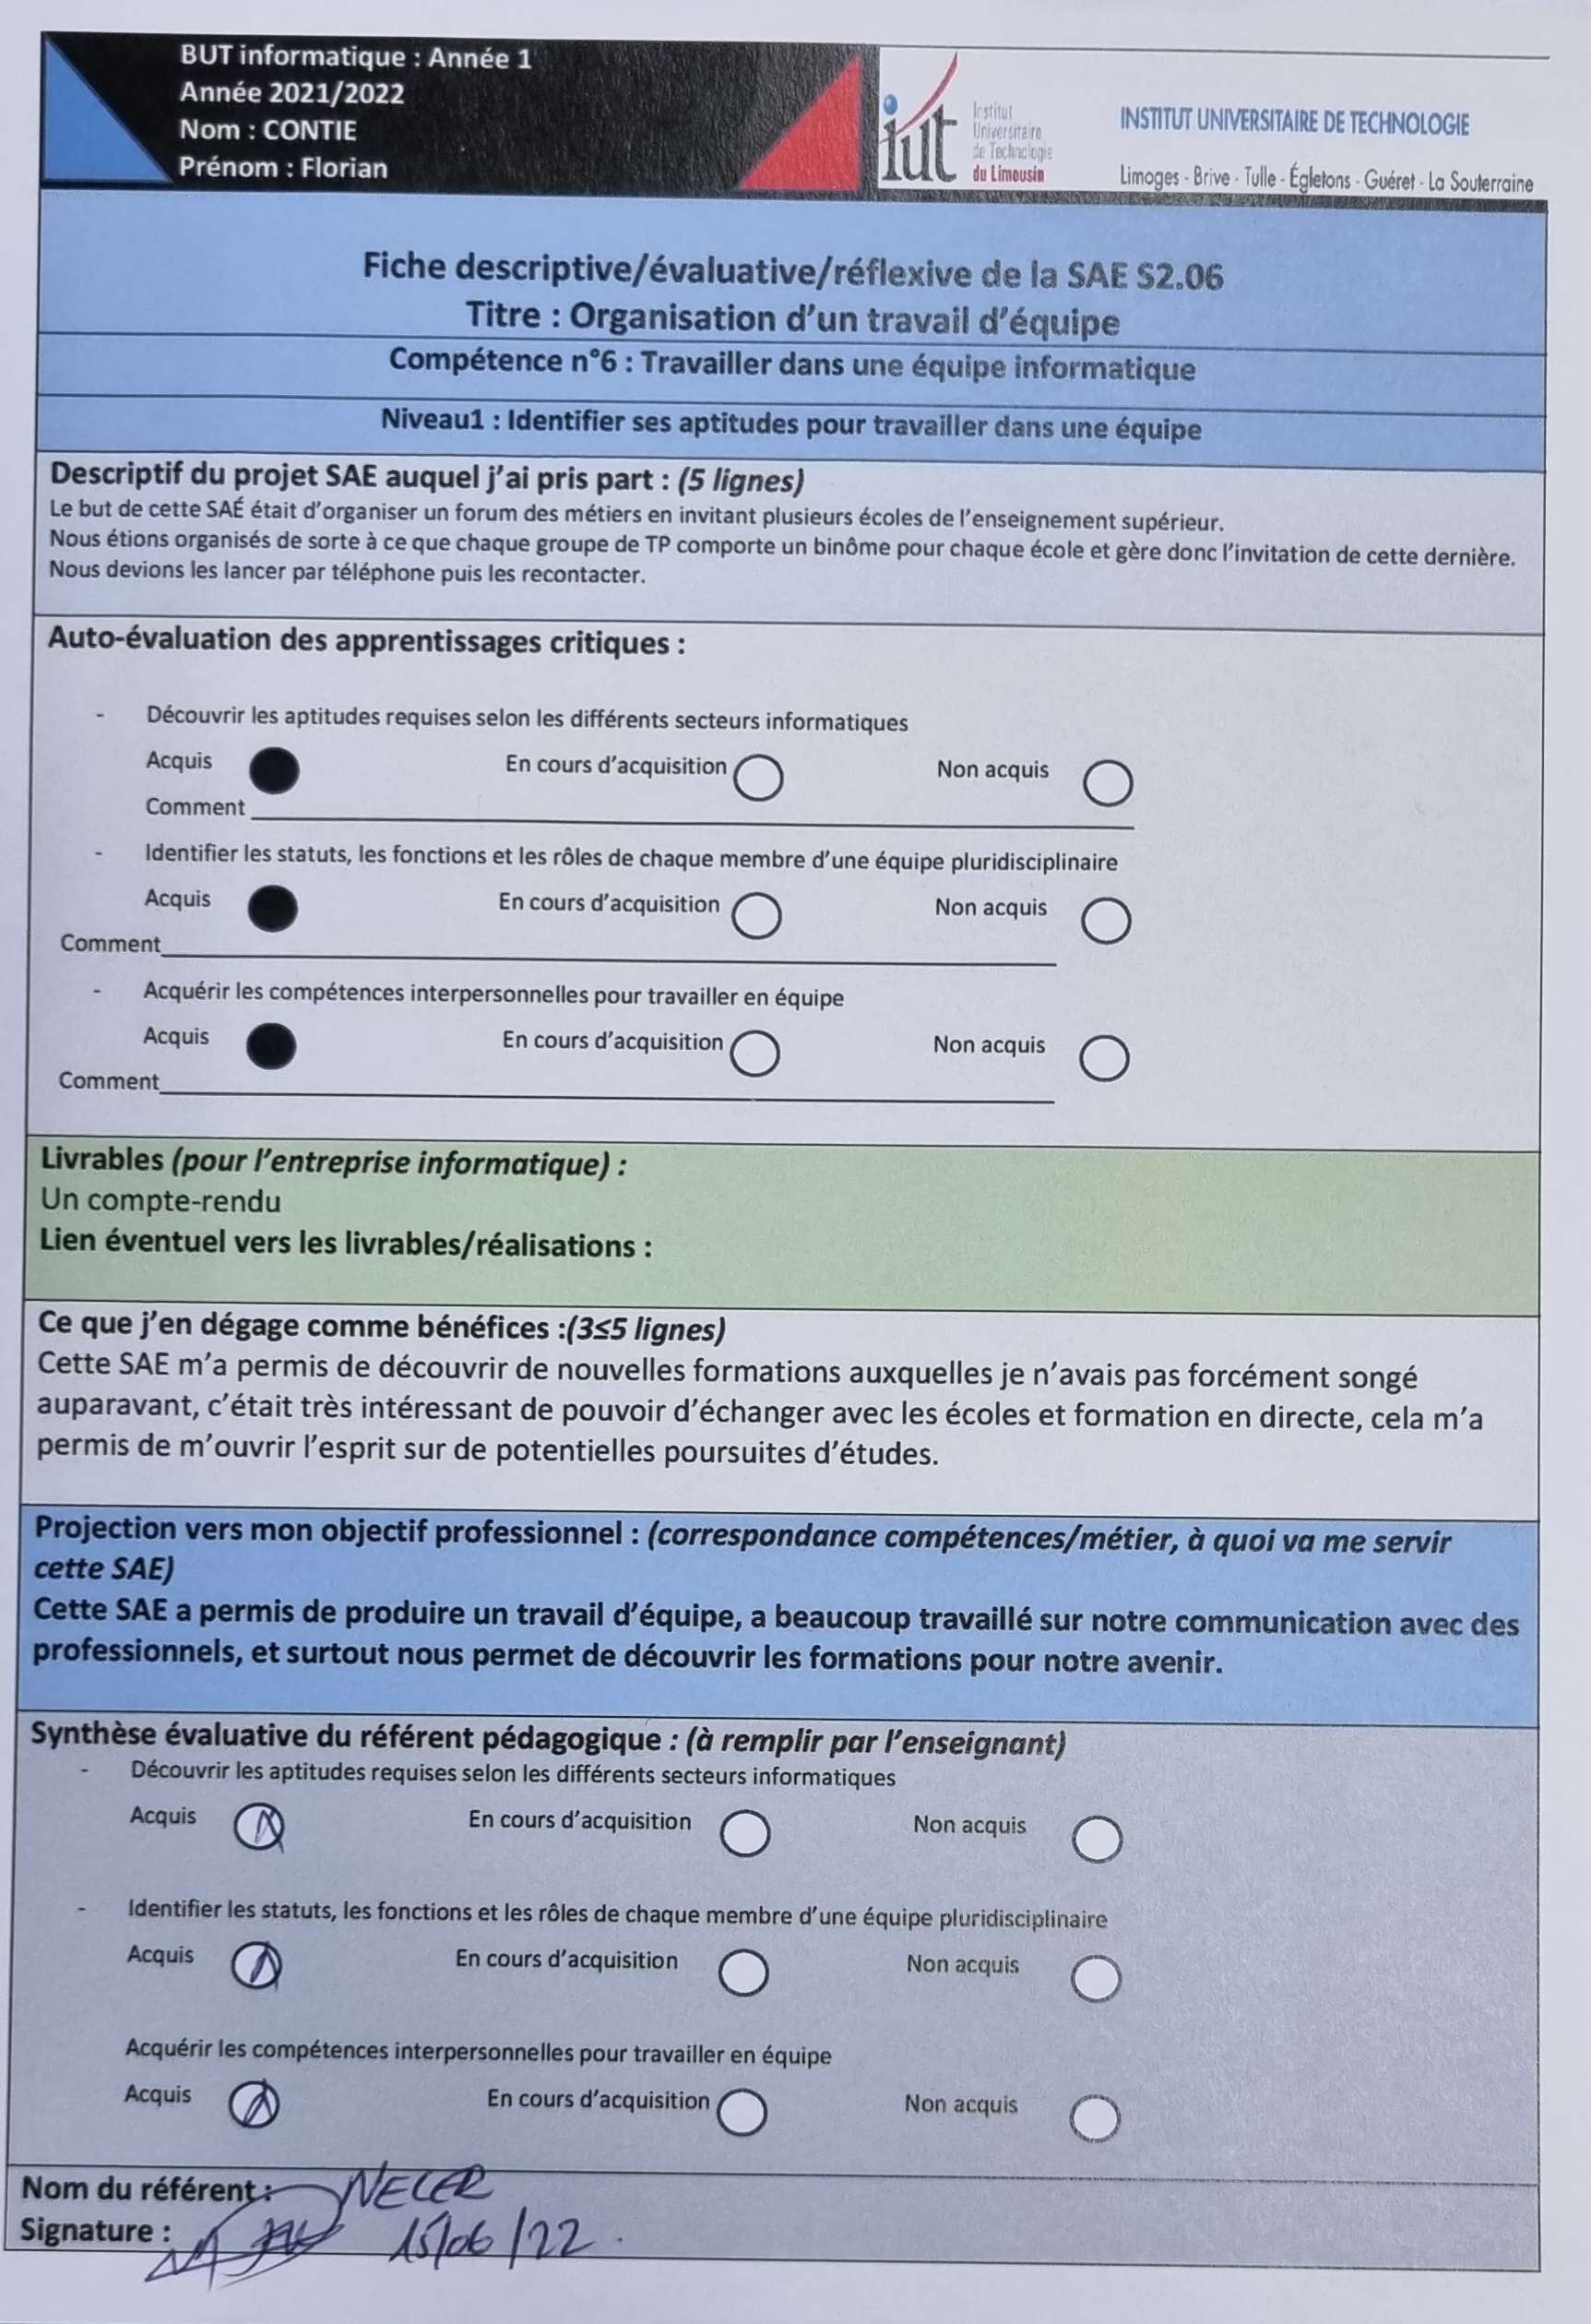 BUT informatique : Année 1
Année 2021/2022
Nom : CONTIE
Prénom : Florian
iut
Institut
Universitaire
de Technologie
du Limousin
INSTITUT UNIVERSITAIRE DE TECHNOLOGIE
Limoges - Brive - Tulle - Égletons - Guéret - La Souterraine
Fiche descriptive/évaluative/réflexive de la SAE S2.06
Titre : Organisation d'un travail d'équipe
Compétence n°6 : Travailler dans une équipe informatique
Niveau1 : Identifier ses aptitudes pour travailler dans une équipe
Descriptif du projet SAE auquel j'ai pris part : (5 lignes)
Le but de cette SAÉ était d'organiser un forum des métiers en invitant plusieurs écoles de l'enseignement supérieur.
Nous étions organisés de sorte à ce que chaque groupe de TP comporte un binôme pour chaque école et gère donc l'invitation de cette dernière.
Nous devions les lancer par téléphone puis les recontacter.
Auto-évaluation des apprentissages critiques :
- Découvrir les aptitudes requises selon les différents secteurs informatiques
Acquis En cours d'acquisition Non acquis
Comment
- Identifier les statuts, les fonctions et les rôles de chaque membre d'une équipe pluridisciplinaire
Acquis En cours d'acquisition Non acquis
Comment
- Acquérir les compétences interpersonnelles pour travailler en équipe
Acquis En cours d'acquisition Non acquis
Comment
Livrables (pour l'entreprise informatique) :
Un compte-rendu
Lien éventuel vers les livrables/réalisations :
Ce que j'en dégage comme bénéfices :(3≤5 lignes)
Cette SAE m'a permis de découvrir de nouvelles formations auxquelles je n'avais pas forcément songé
auparavant, c'était très intéressant de pouvoir d'échanger avec les écoles et formation en directe, cela m'a
permis de m'ouvrir l'esprit sur de potentielles poursuites d'études.
Projection vers mon objectif professionnel : (correspondance compétences/métier, à quoi va me servir
cette SAE)
Cette SAE a permis de produire un travail d'équipe, a beaucoup travaillé sur notre communication avec des
professionnels, et surtout nous permet de découvrir les formations pour notre avenir.
Synthèse évaluative du référent pédagogique : (à remplir par l'enseignant)
- Découvrir les aptitudes requises selon les différents secteurs informatiques
Acquis En cours d'acquisition Non acquis
- Identifier les statuts, les fonctions et les rôles de chaque membre d'une équipe pluridisciplinaire
Acquis En cours d'acquisition Non acquis
Acquérir les compétences interpersonnelles pour travailler en équipe
Acquis En cours d'acquisition Non acquis
Nom du référent : NECER
Signature : 15/06/22.